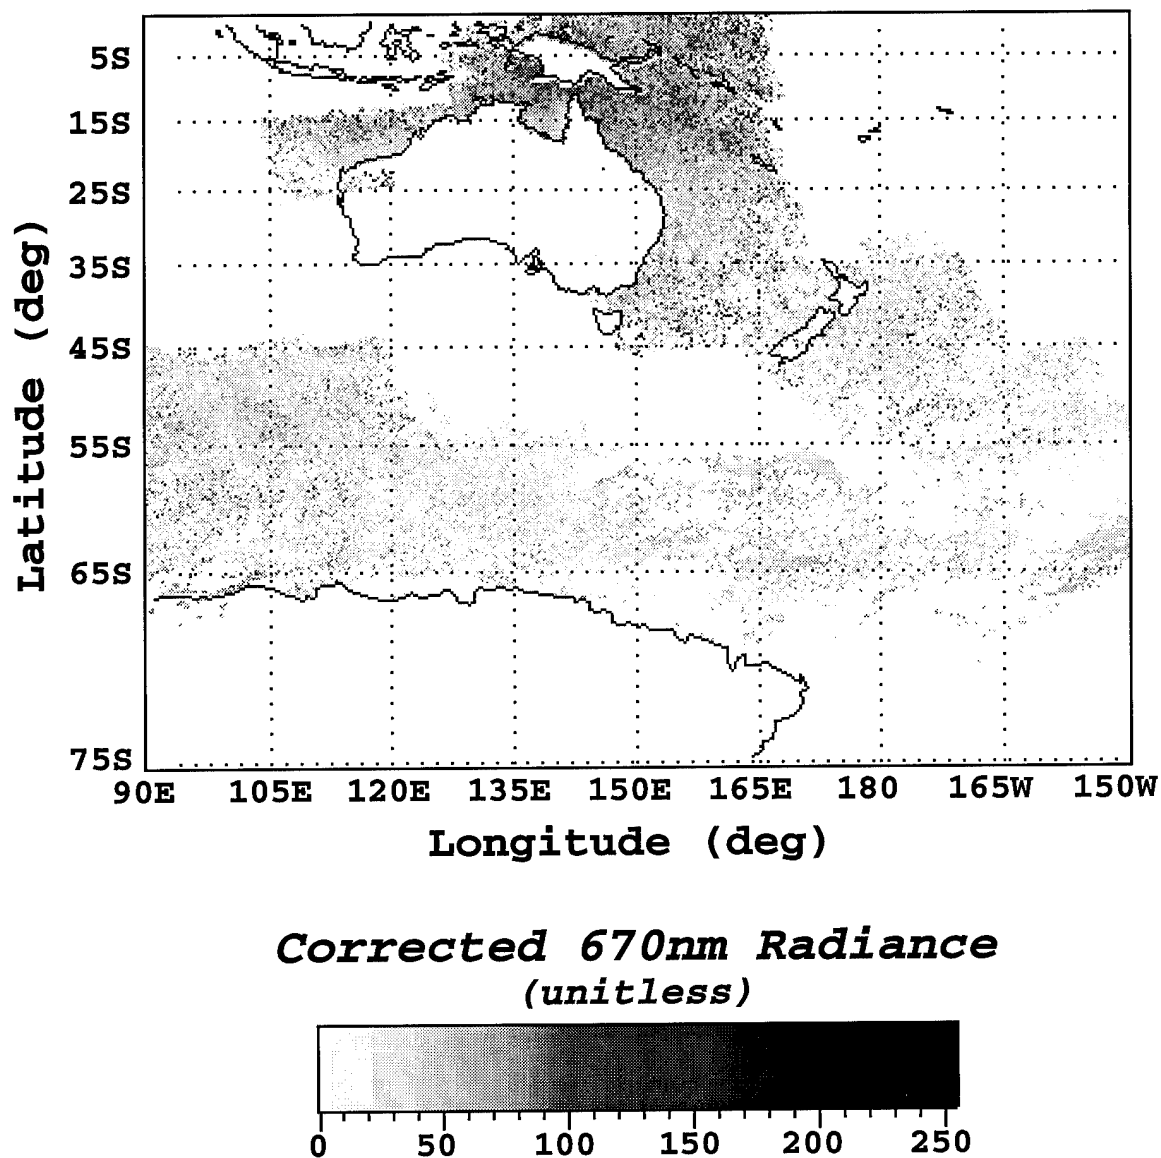 5S
15S
25S
35S
45S
55S
65S
75S
Latitude (deg)
90E 105E 120E 135E 150E 165E 180 165W 150W
Longitude (deg)
Corrected 670nm Radiance
(unitless)
0 50 100 150 200 250